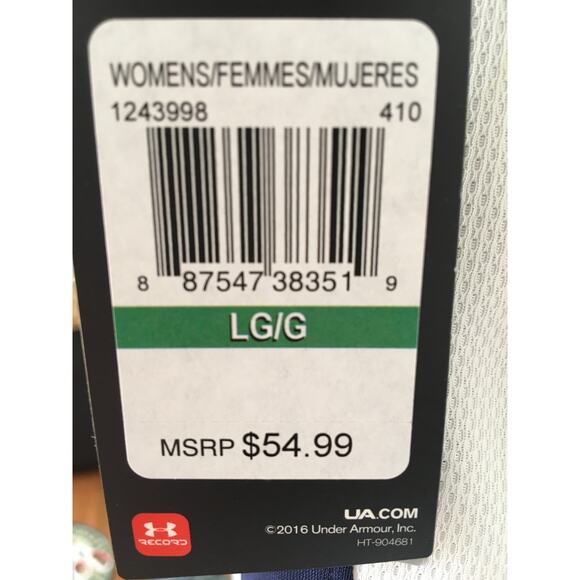 WOMENS/FEMMES/MUJERES
1243998 410
8 87547 38351 9
LG/G
MSRP $54.99
UA.COM
©2016 Under Armour, Inc.
HT-904681
RECORD